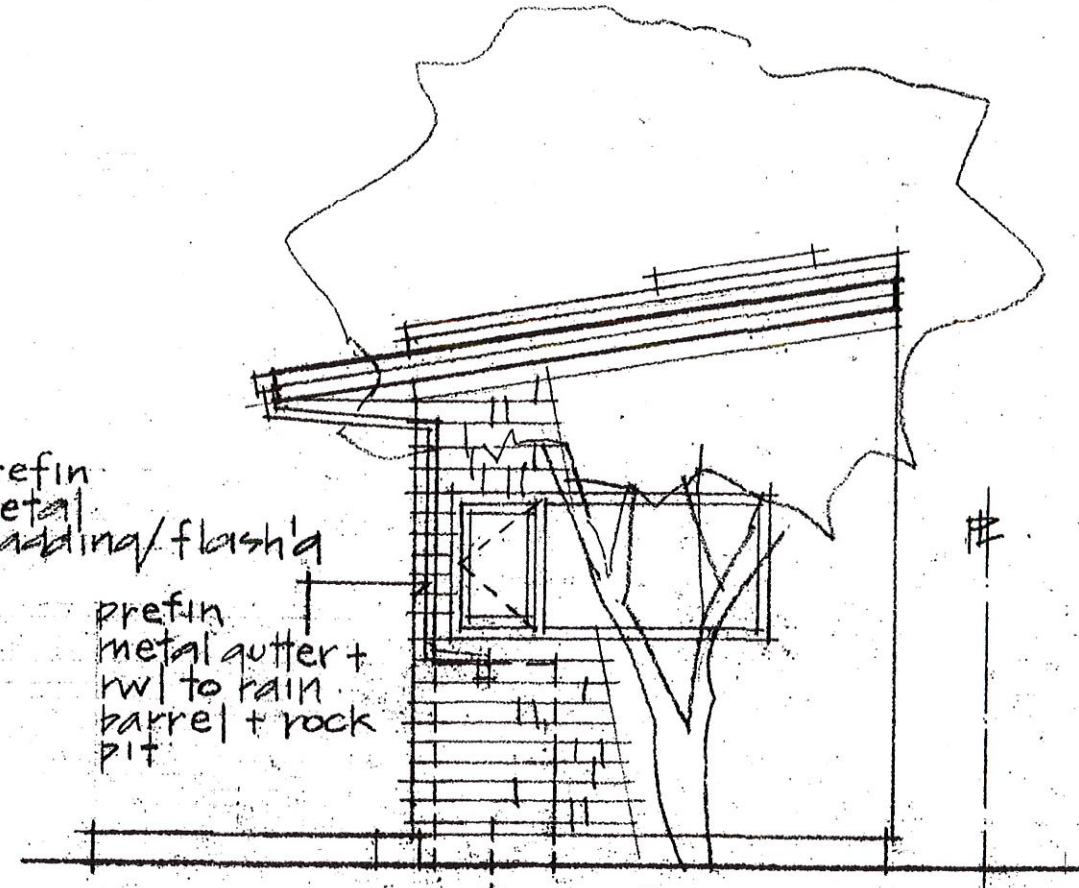 refin
etal
adding/flash'g
prefin
metal gutter +
rwl to rain
barrel + rock
pit